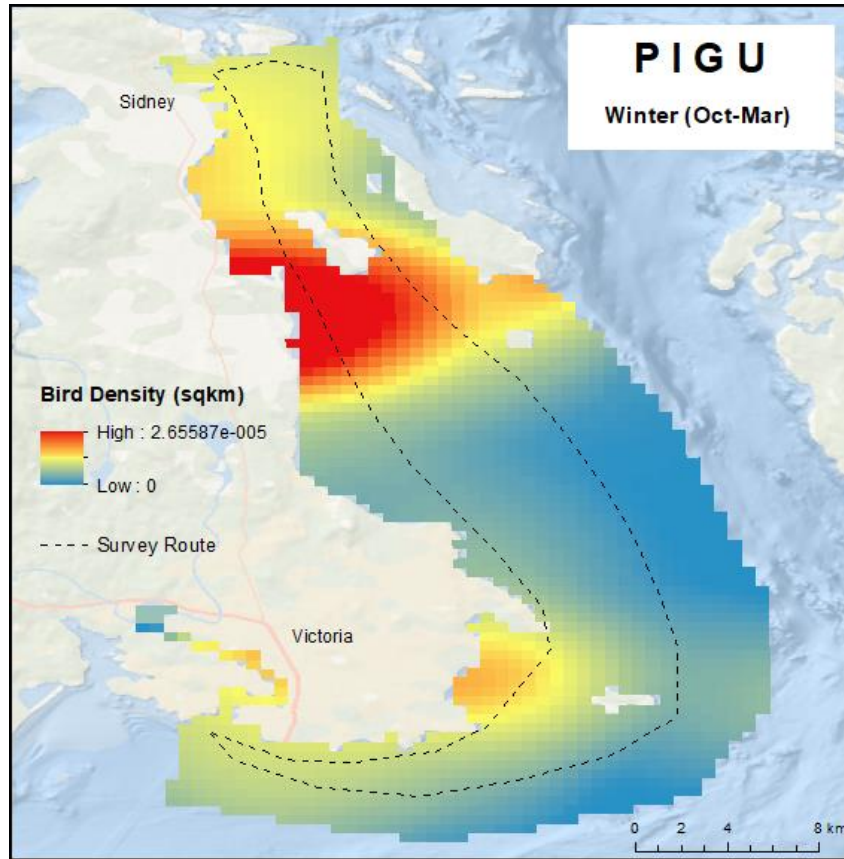 P I G U
Winter (Oct-Mar)
Sidney
Bird Density (sqkm)
High : 2.65587e-005
Low : 0
Survey Route
Victoria
0 2 4 8 km